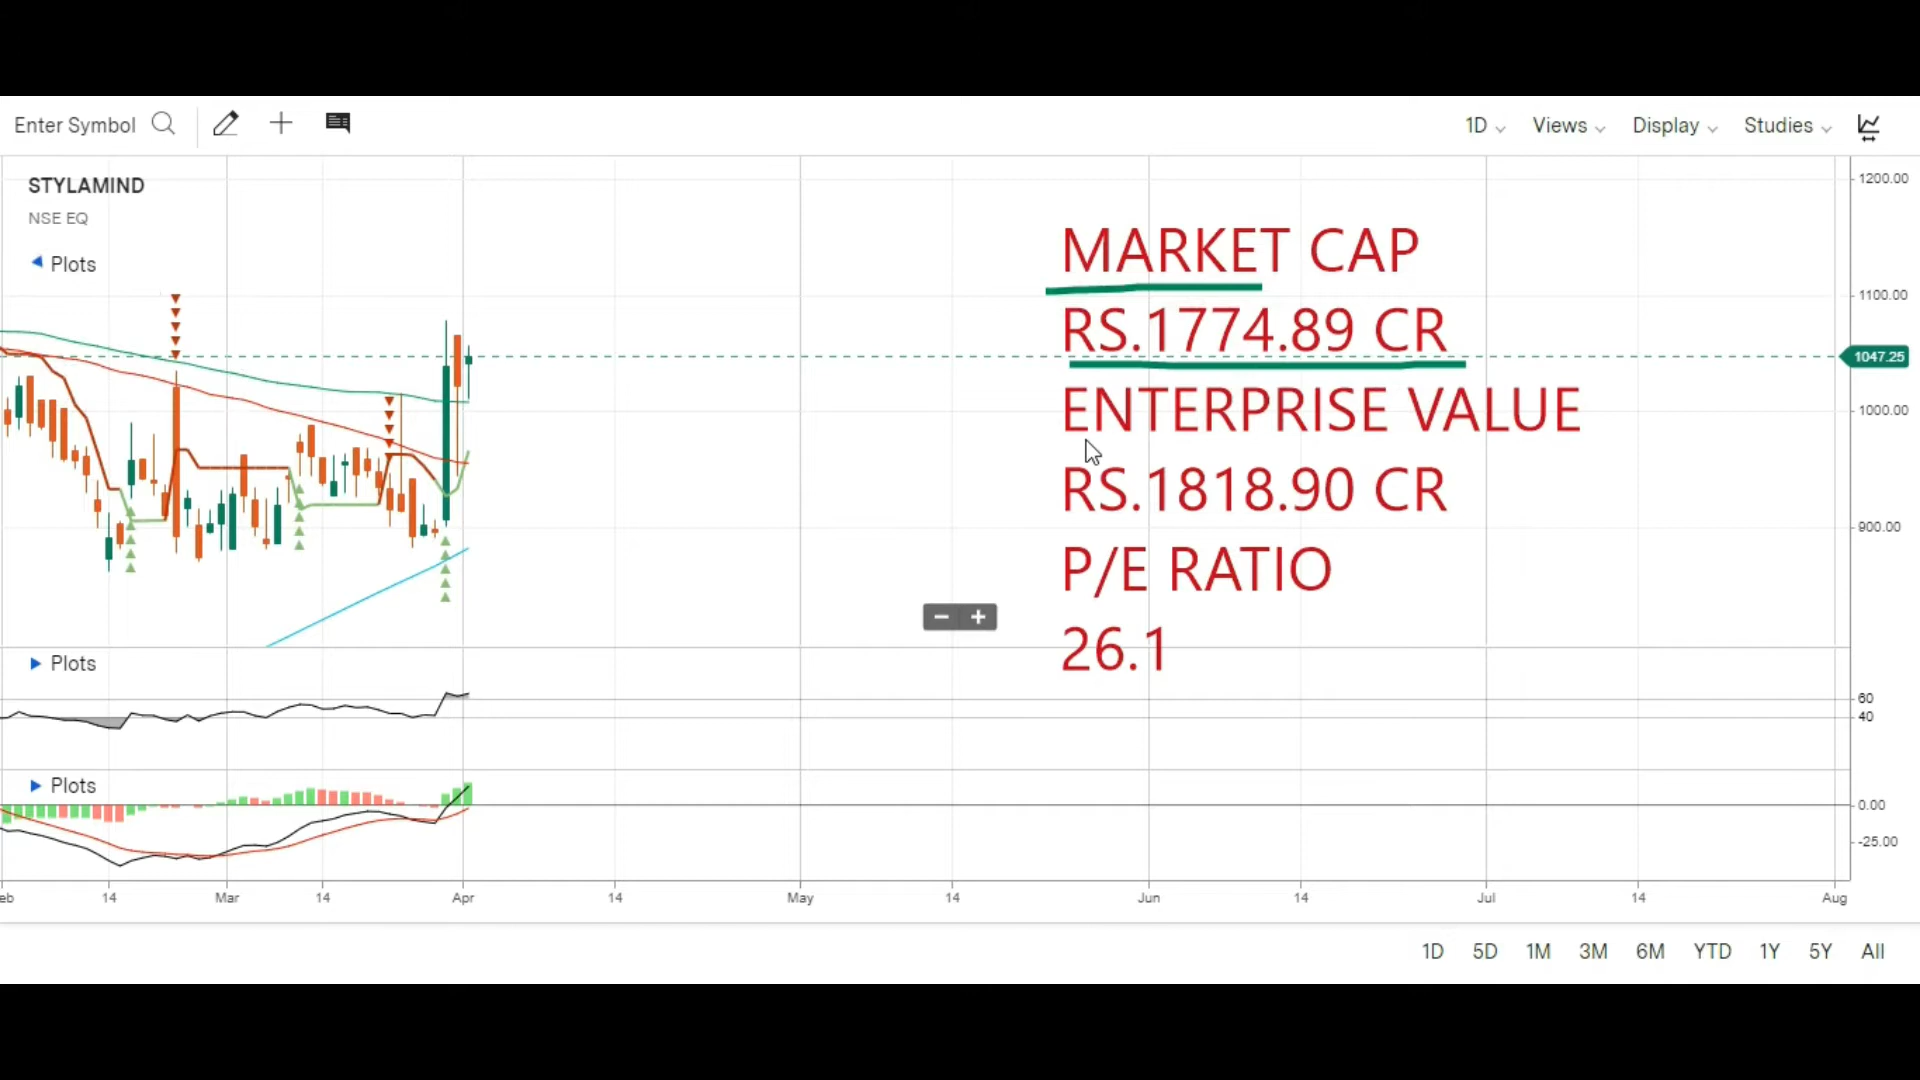 Enter Symbol
1D Views Display Studies
STYLAMIND
NSE EQ
Plots
1200.00
1100.00
1047.25
1000.00
900.00
MARKET CAP
RS.1774.89 CR
ENTERPRISE VALUE
RS.1818.90 CR
P/E RATIO
26.1
Plots
60
40
Plots
0.00
-25.00
eb 14 Mar 14 Apr 14 May 14 Jun 14 Jul 14 Aug
1D 5D 1M 3M 6M YTD 1Y 5Y All